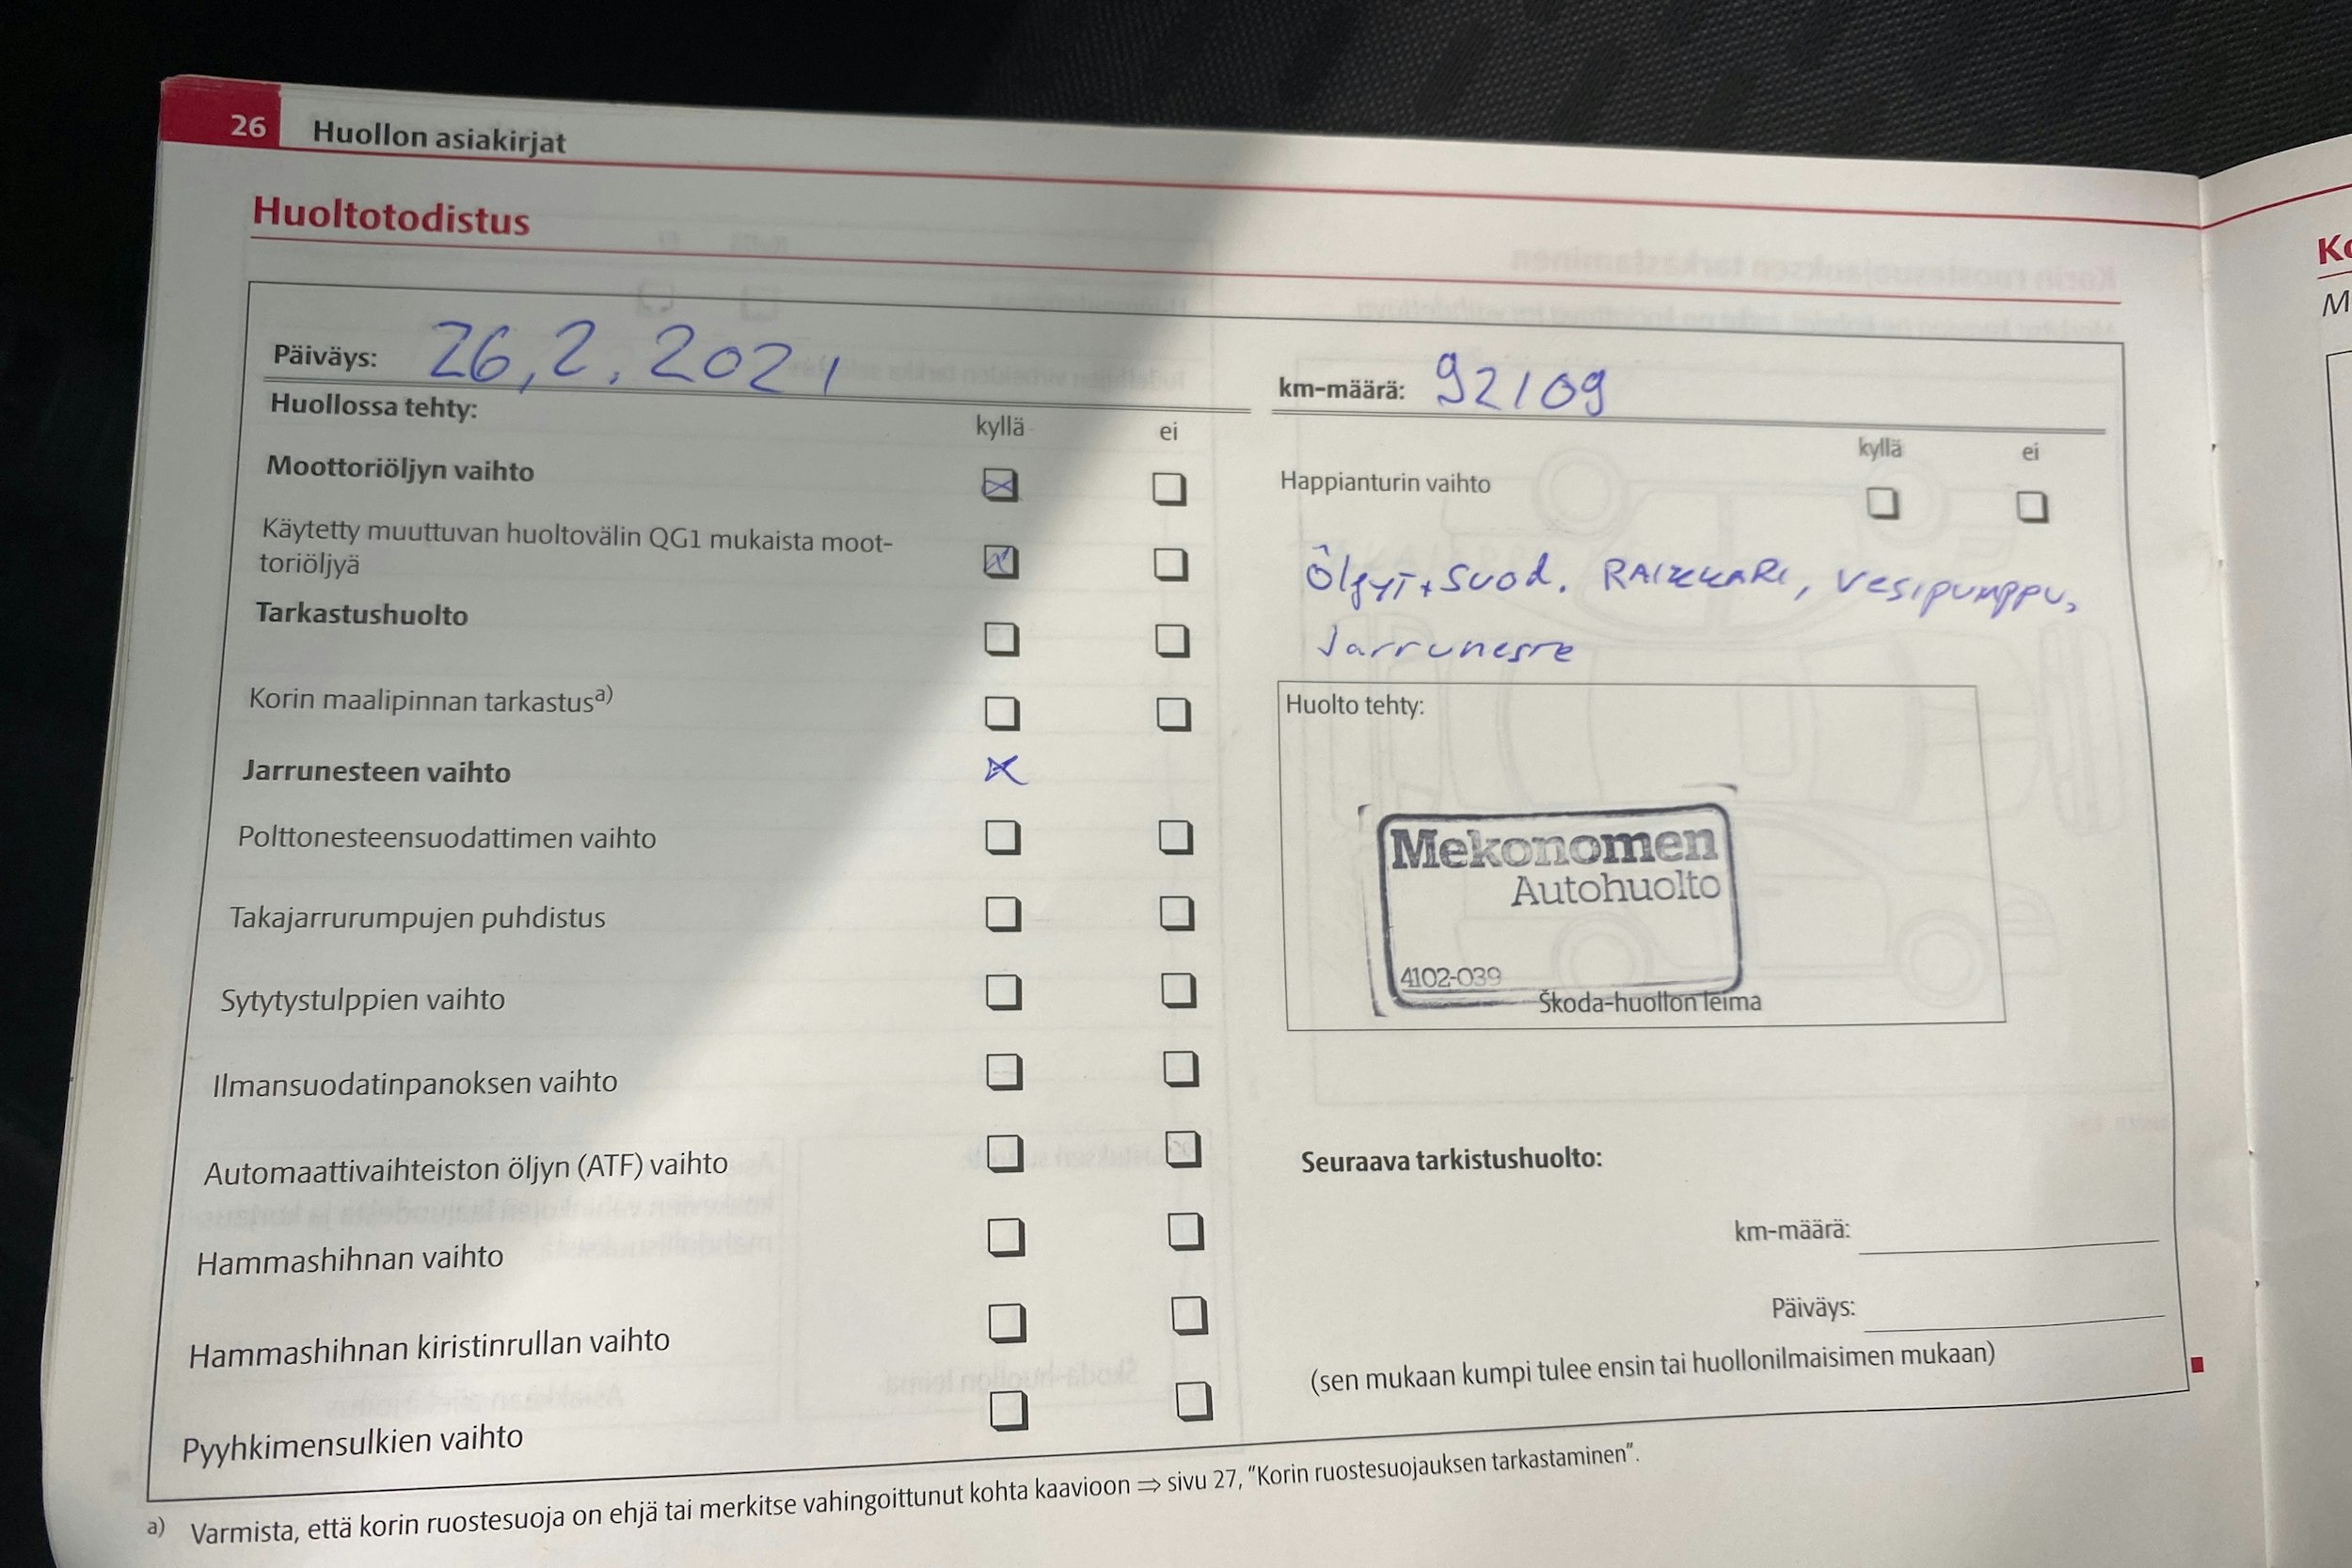 26 Huollon asiakirjat
Huoltotodistus
Päiväys: 26.2.2021
Huollossa tehty:
kyllä ei
Moottoriöljyn vaihto
Käytetty muuttuvan huoltovälin QG1 mukaista moot-
toriöljyä
Tarkastushuolto
Korin maalipinnan tarkastus a)
Jarrunesteen vaihto
Polttonesteensuodattimen vaihto
Takajarrurumpujen puhdistus
Sytytystulppien vaihto
Ilmansuodatinpanoksen vaihto
Automaattivaihteiston öljyn (ATF) vaihto
Hammashihnan vaihto
Hammashihnan kiristinrullan vaihto
Pyyhkimensulkien vaihto
km-määrä: 92109
kyllä ei
Happianturin vaihto
Öljyt+suod. , vesipumppu,
Jarruneste
Huolto tehty:
Mekonomen
Autohuolto
4102-039
Škoda-huollon leima
Seuraava tarkistushuolto:
km-määrä:
Päiväys:
(sen mukaan kumpi tulee ensin tai huollonilmaisimen mukaan)
a) Varmista, että korin ruostesuoja on ehjä tai merkitse vahingoittunut kohta kaavioon ⇒ sivu 27, "Korin ruostesuojauksen tarkastaminen".